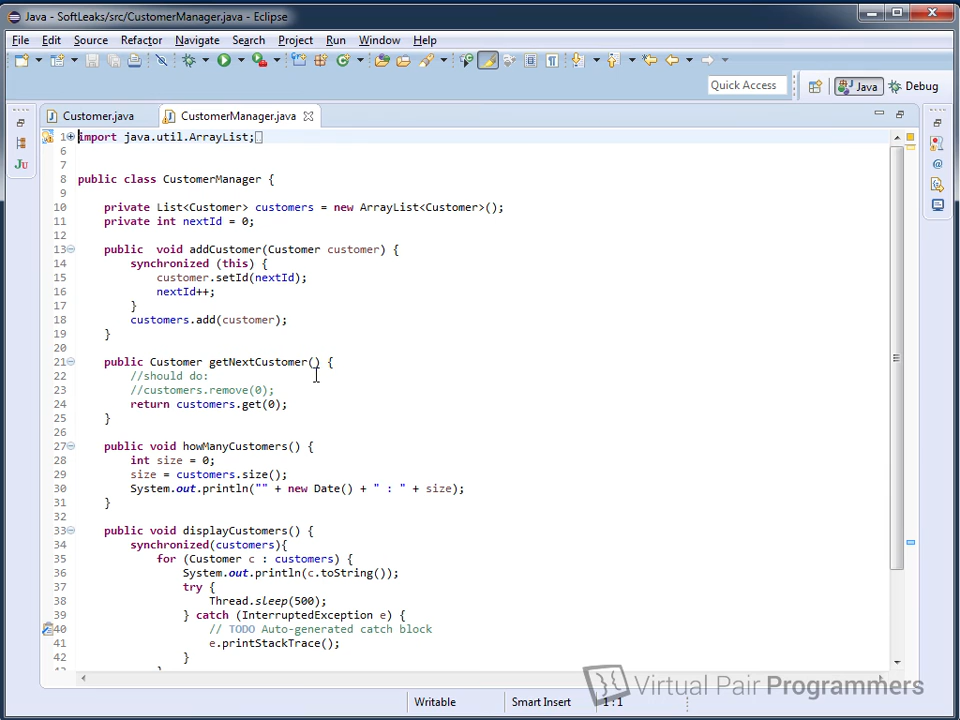 Java - SoftLeaks/src/CustomerManager.java - Eclipse
File Edit Source Refactor Navigate Search Project Run Window Help
Quick Access Java Debug
Customer.java CustomerManager.java
1 import java.util.ArrayList;
6
7
8 public class CustomerManager {
9
10 private List<Customer> customers = new ArrayList<Customer>();
11 private int nextId = 0;
12
13 public  void addCustomer(Customer customer) {
14 synchronized (this) {
15 customer.setId(nextId);
16 nextId++;
17 }
18 customers.add(customer);
19 }
20
21 public Customer getNextCustomer() {
22 //should do:
23 //customers.remove(0);
24 return customers.get(0);
25 }
26
27 public void howManyCustomers() {
28 int size = 0;
29 size = customers.size();
30 System.out.println("" + new Date() + " : " + size);
31 }
32
33 public void displayCustomers() {
34 synchronized(customers){
35 for (Customer c : customers) {
36 System.out.println(c.toString());
37 try {
38 Thread.sleep(500);
39 } catch (InterruptedException e) {
40 // TODO Auto-generated catch block
41 e.printStackTrace();
42 }
Virtual Pair Programmers
Writable Smart Insert 1:1